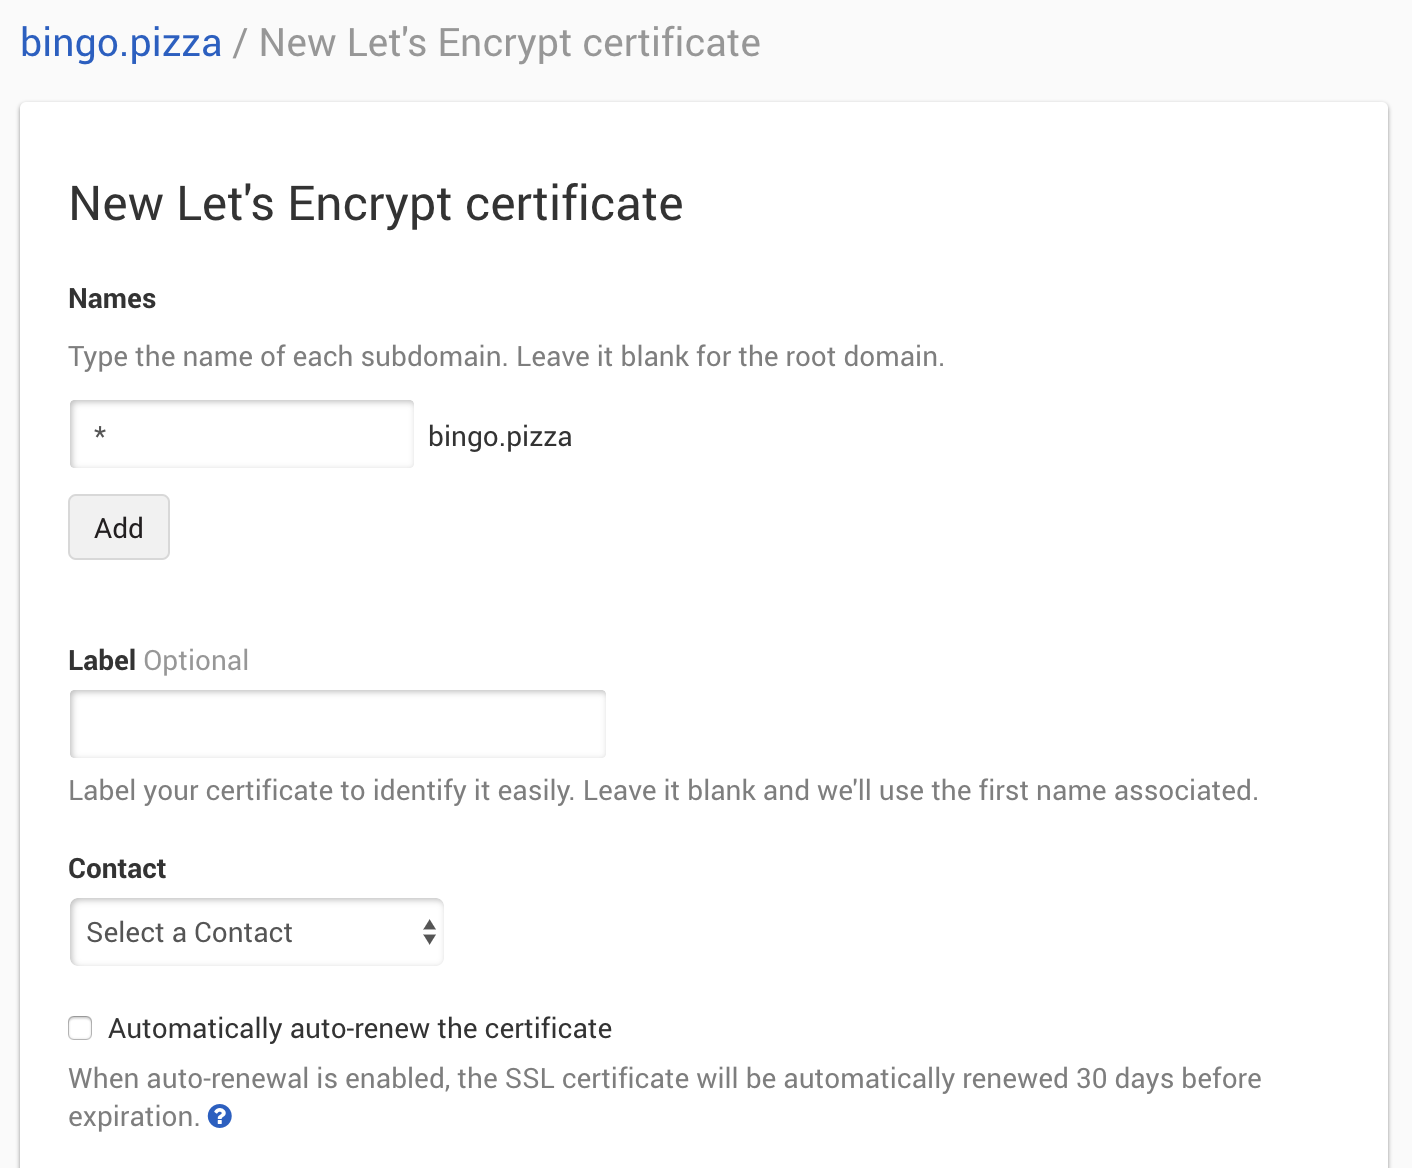 bingo.pizza / New Let's Encrypt certificate
New Let's Encrypt certificate
Names
Type the name of each subdomain. Leave it blank for the root domain.
* bingo.pizza
Add
Label Optional
Label your certificate to identify it easily. Leave it blank and we'll use the first name associated.
Contact
Select a Contact
Automatically auto-renew the certificate
When auto-renewal is enabled, the SSL certificate will be automatically renewed 30 days before
expiration. ?